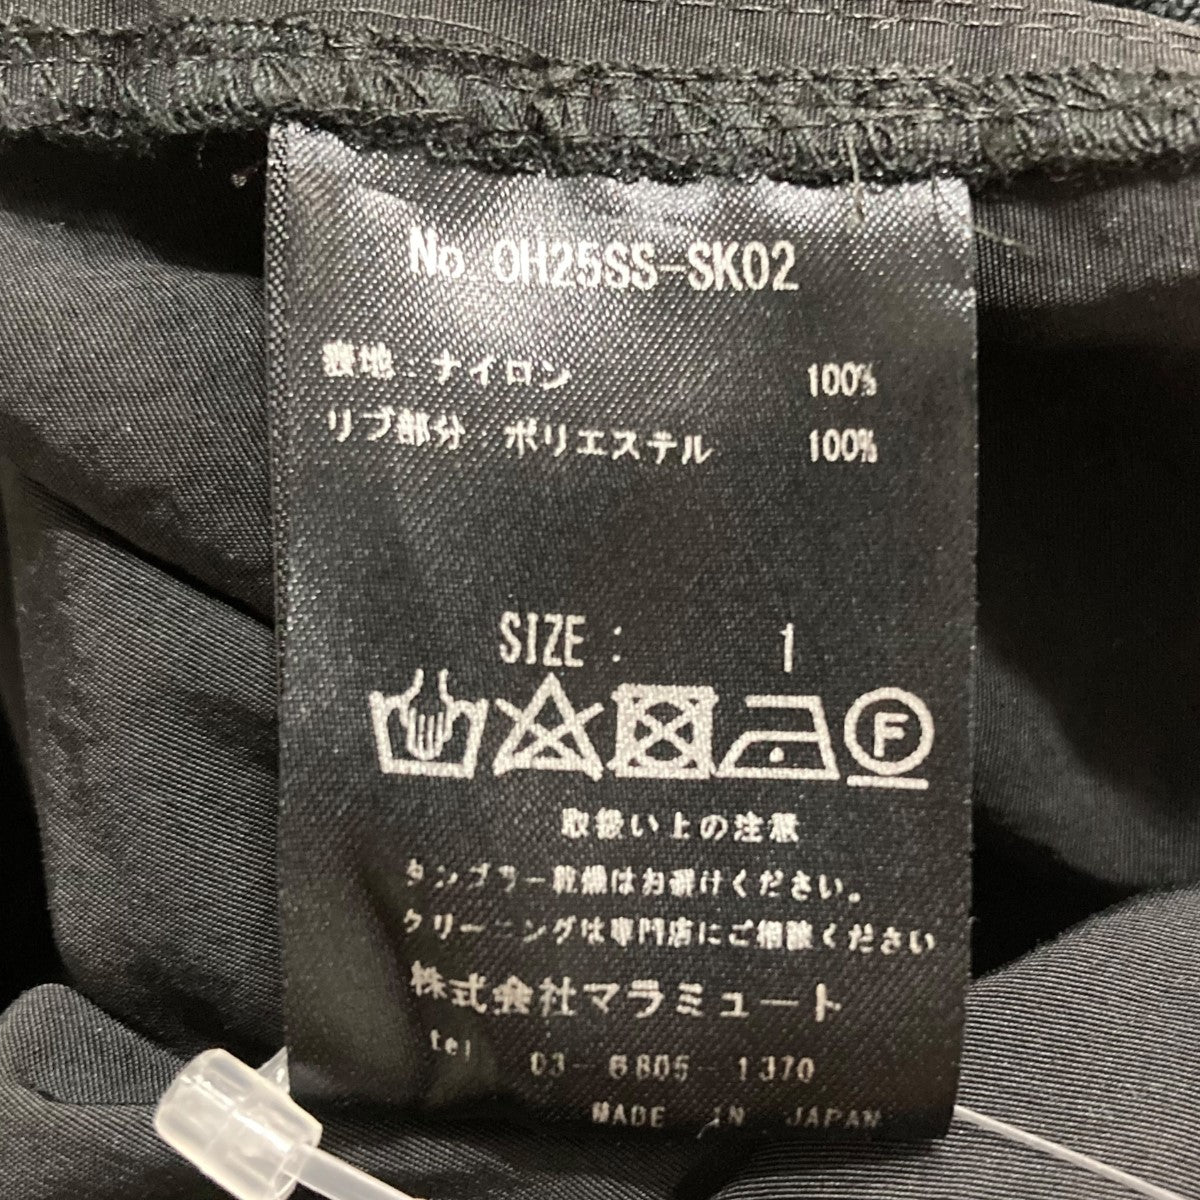 No OH25SS-SK02
表地 ナイロン 100%
リブ部分 ポリエステル 100%
SIZE: 1
F
取扱い上の注意
タンブラー乾燥はお避けください。
クリーニングは専門店にご相談ください
株式会社マラミュート
tel 03-6805-1370
MADE IN JAPAN